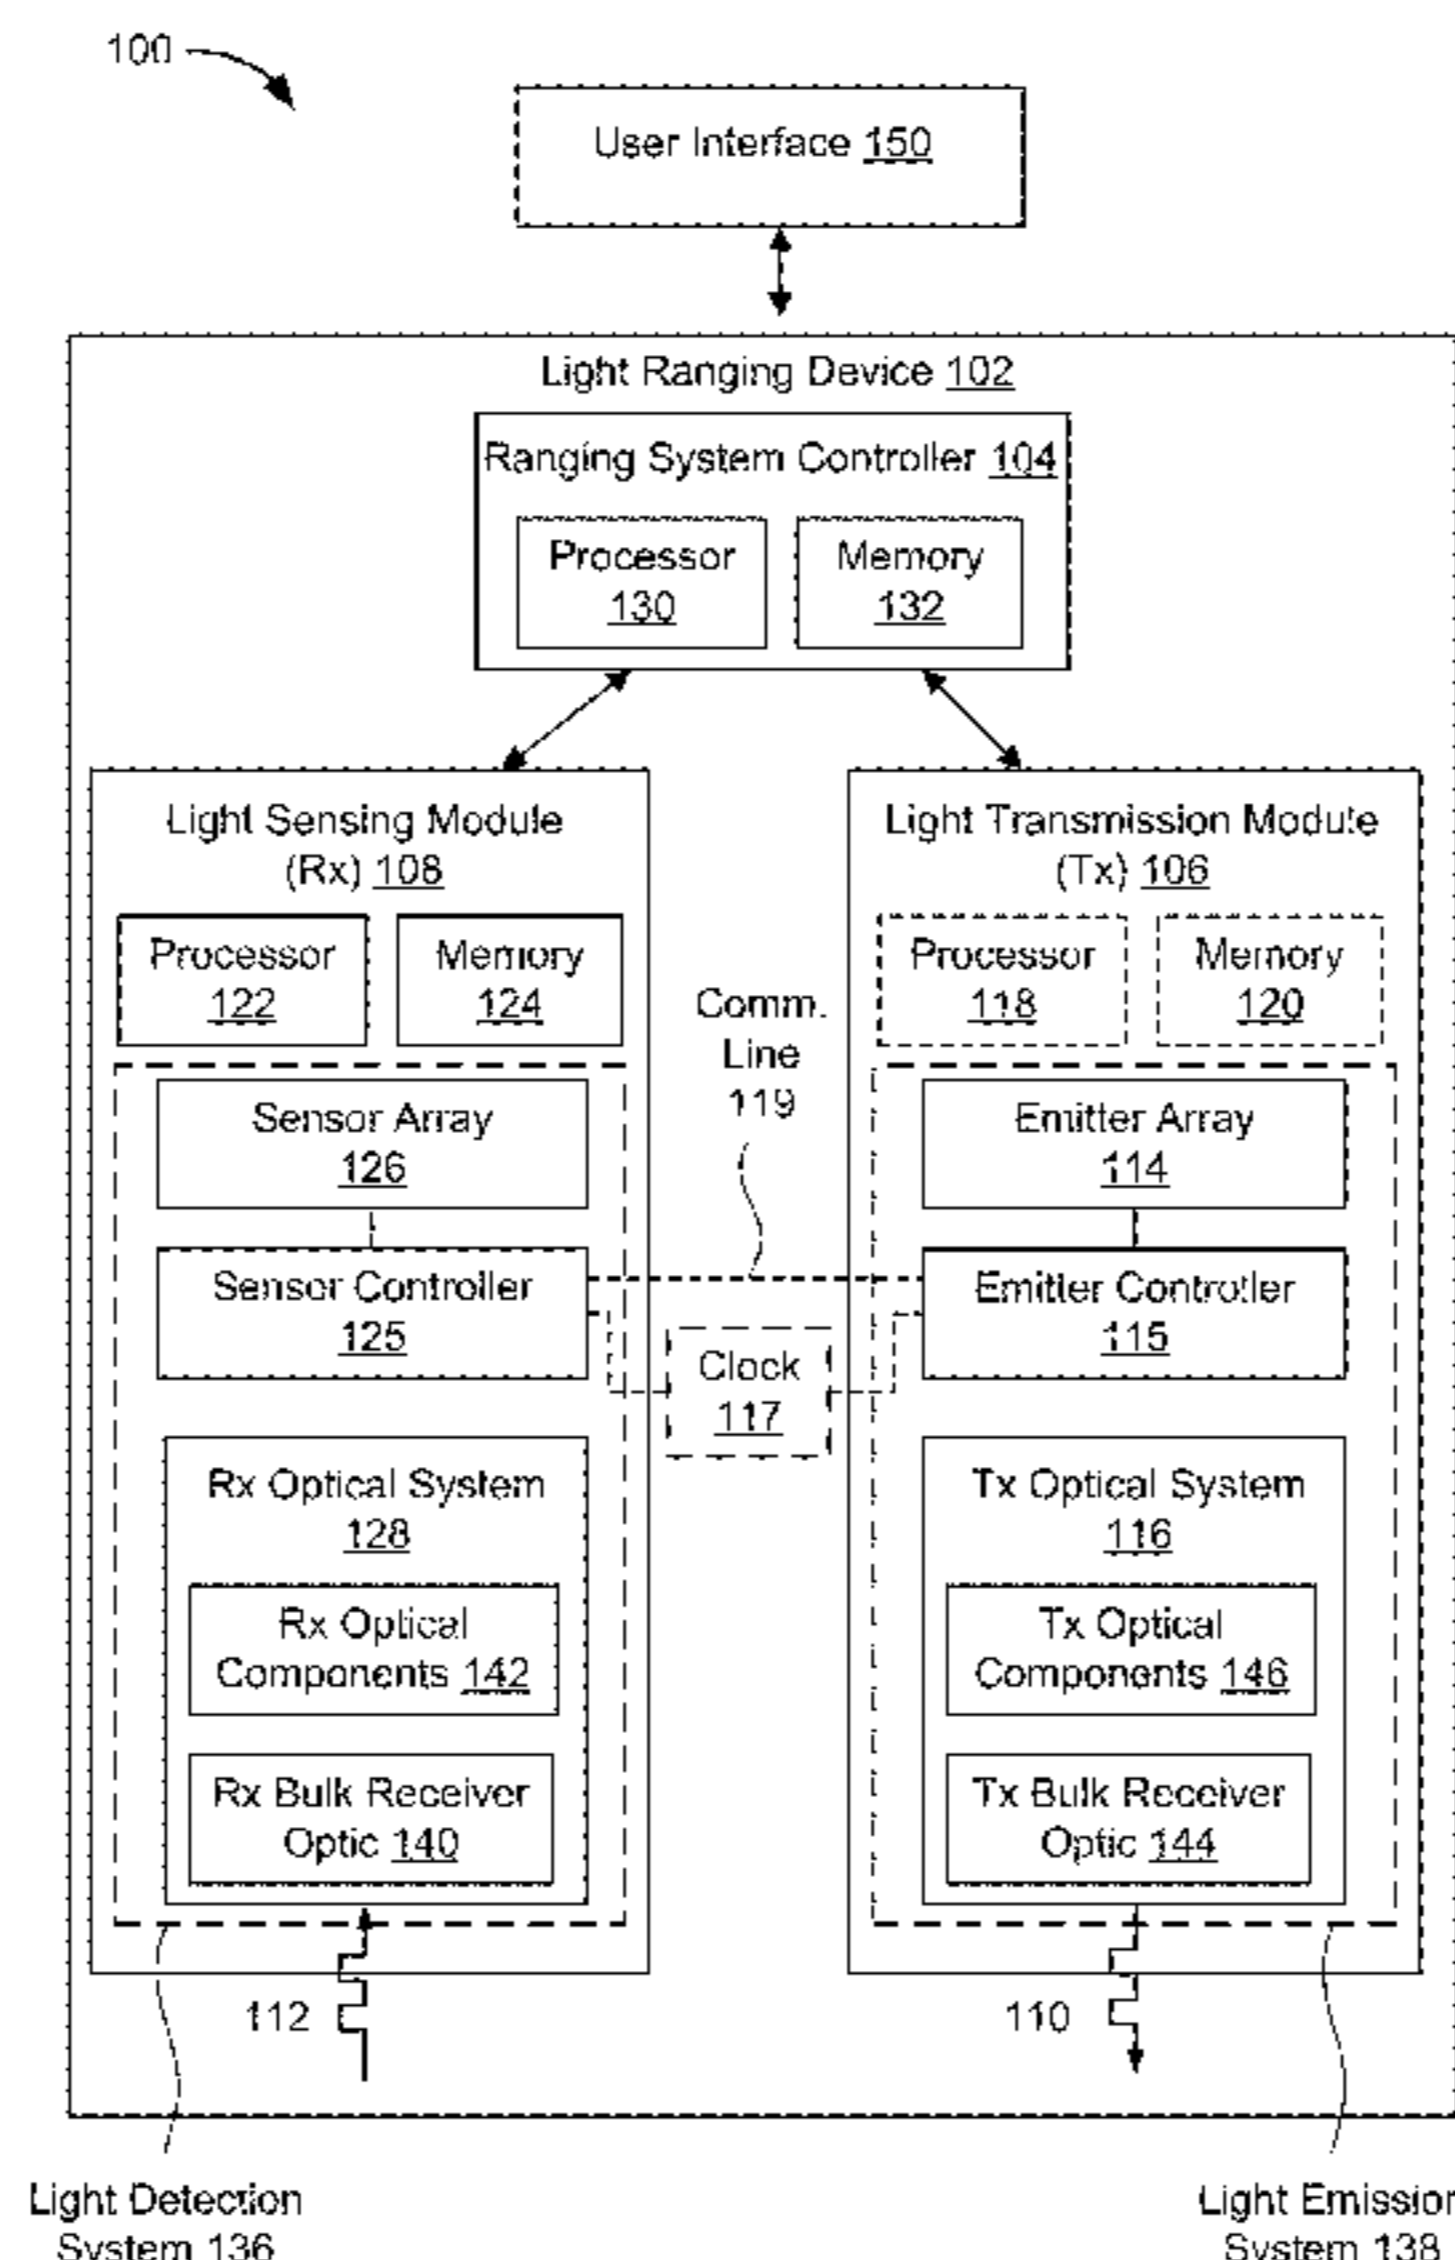 100
User Interface 150
Light Ranging Device 102
Ranging System Controller 104
Processor
130
Memory
132
Light Sensing Module
(Rx) 108
Processor
122
Memory
124
Sensor Array
126
Sensor Controller
125
Rx Optical System
128
Rx Optical
Components 142
Rx Bulk Receiver
Optic 140
112
Comm.
Line
119
Clock
117
Light Transmission Module
(Tx) 106
Processor
118
Memory
120
Emitter Array
114
Emitter Controller
115
Tx Optical System
116
Tx Optical
Components 146
Tx Bulk Receiver
Optic 144
110
Light Detection
System 136
Light Emission
System 138